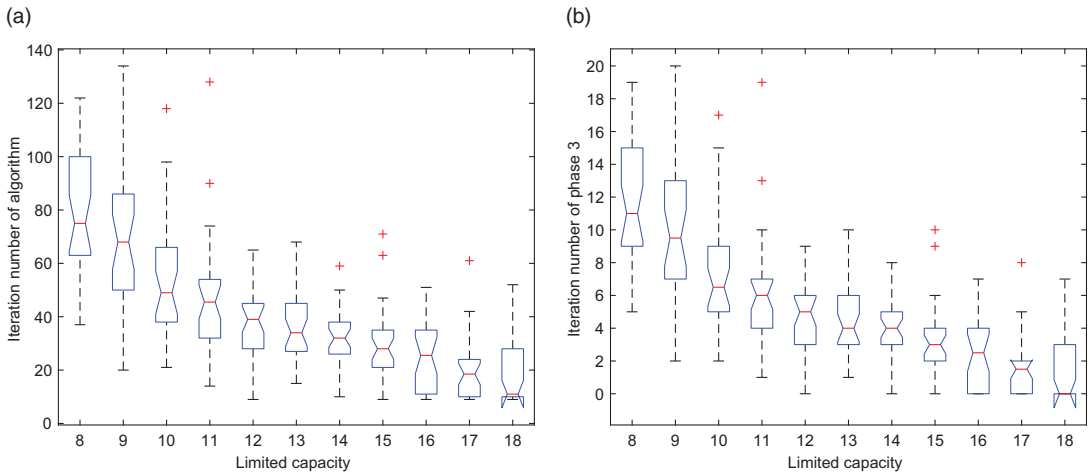 (a)
Iteration number of algorithm
140
120
100
80
60
40
20
0
8 9 10 11 12 13 14 15 16 17 18
Limited capacity
(b)
Iteration number of phase 3
20
18
16
14
12
10
8
6
4
2
0
8 9 10 11 12 13 14 15 16 17 18
Limited capacity